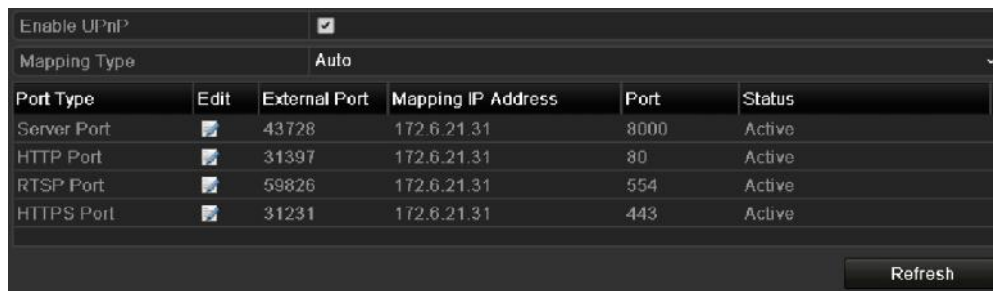 Enable UPnP
Mapping Type Auto
Port Type Edit External Port Mapping IP Address Port Status
Server Port 43728 172.6.21.31 8000 Active
HTTP Port 31397 172.6.21.31 80 Active
RTSP Port 59826 172.6.21.31 554 Active
HTTPS Port 31231 172.6.21.31 443 Active
Refresh